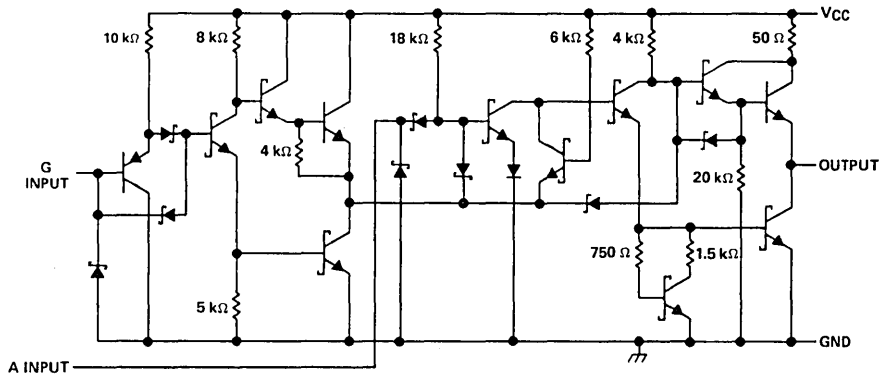 VCC
10 kΩ
8 kΩ
18 kΩ
6 kΩ
4 kΩ
50 Ω
4 kΩ
G
INPUT
OUTPUT
20 kΩ
750 Ω
1.5 kΩ
5 kΩ
GND
A INPUT